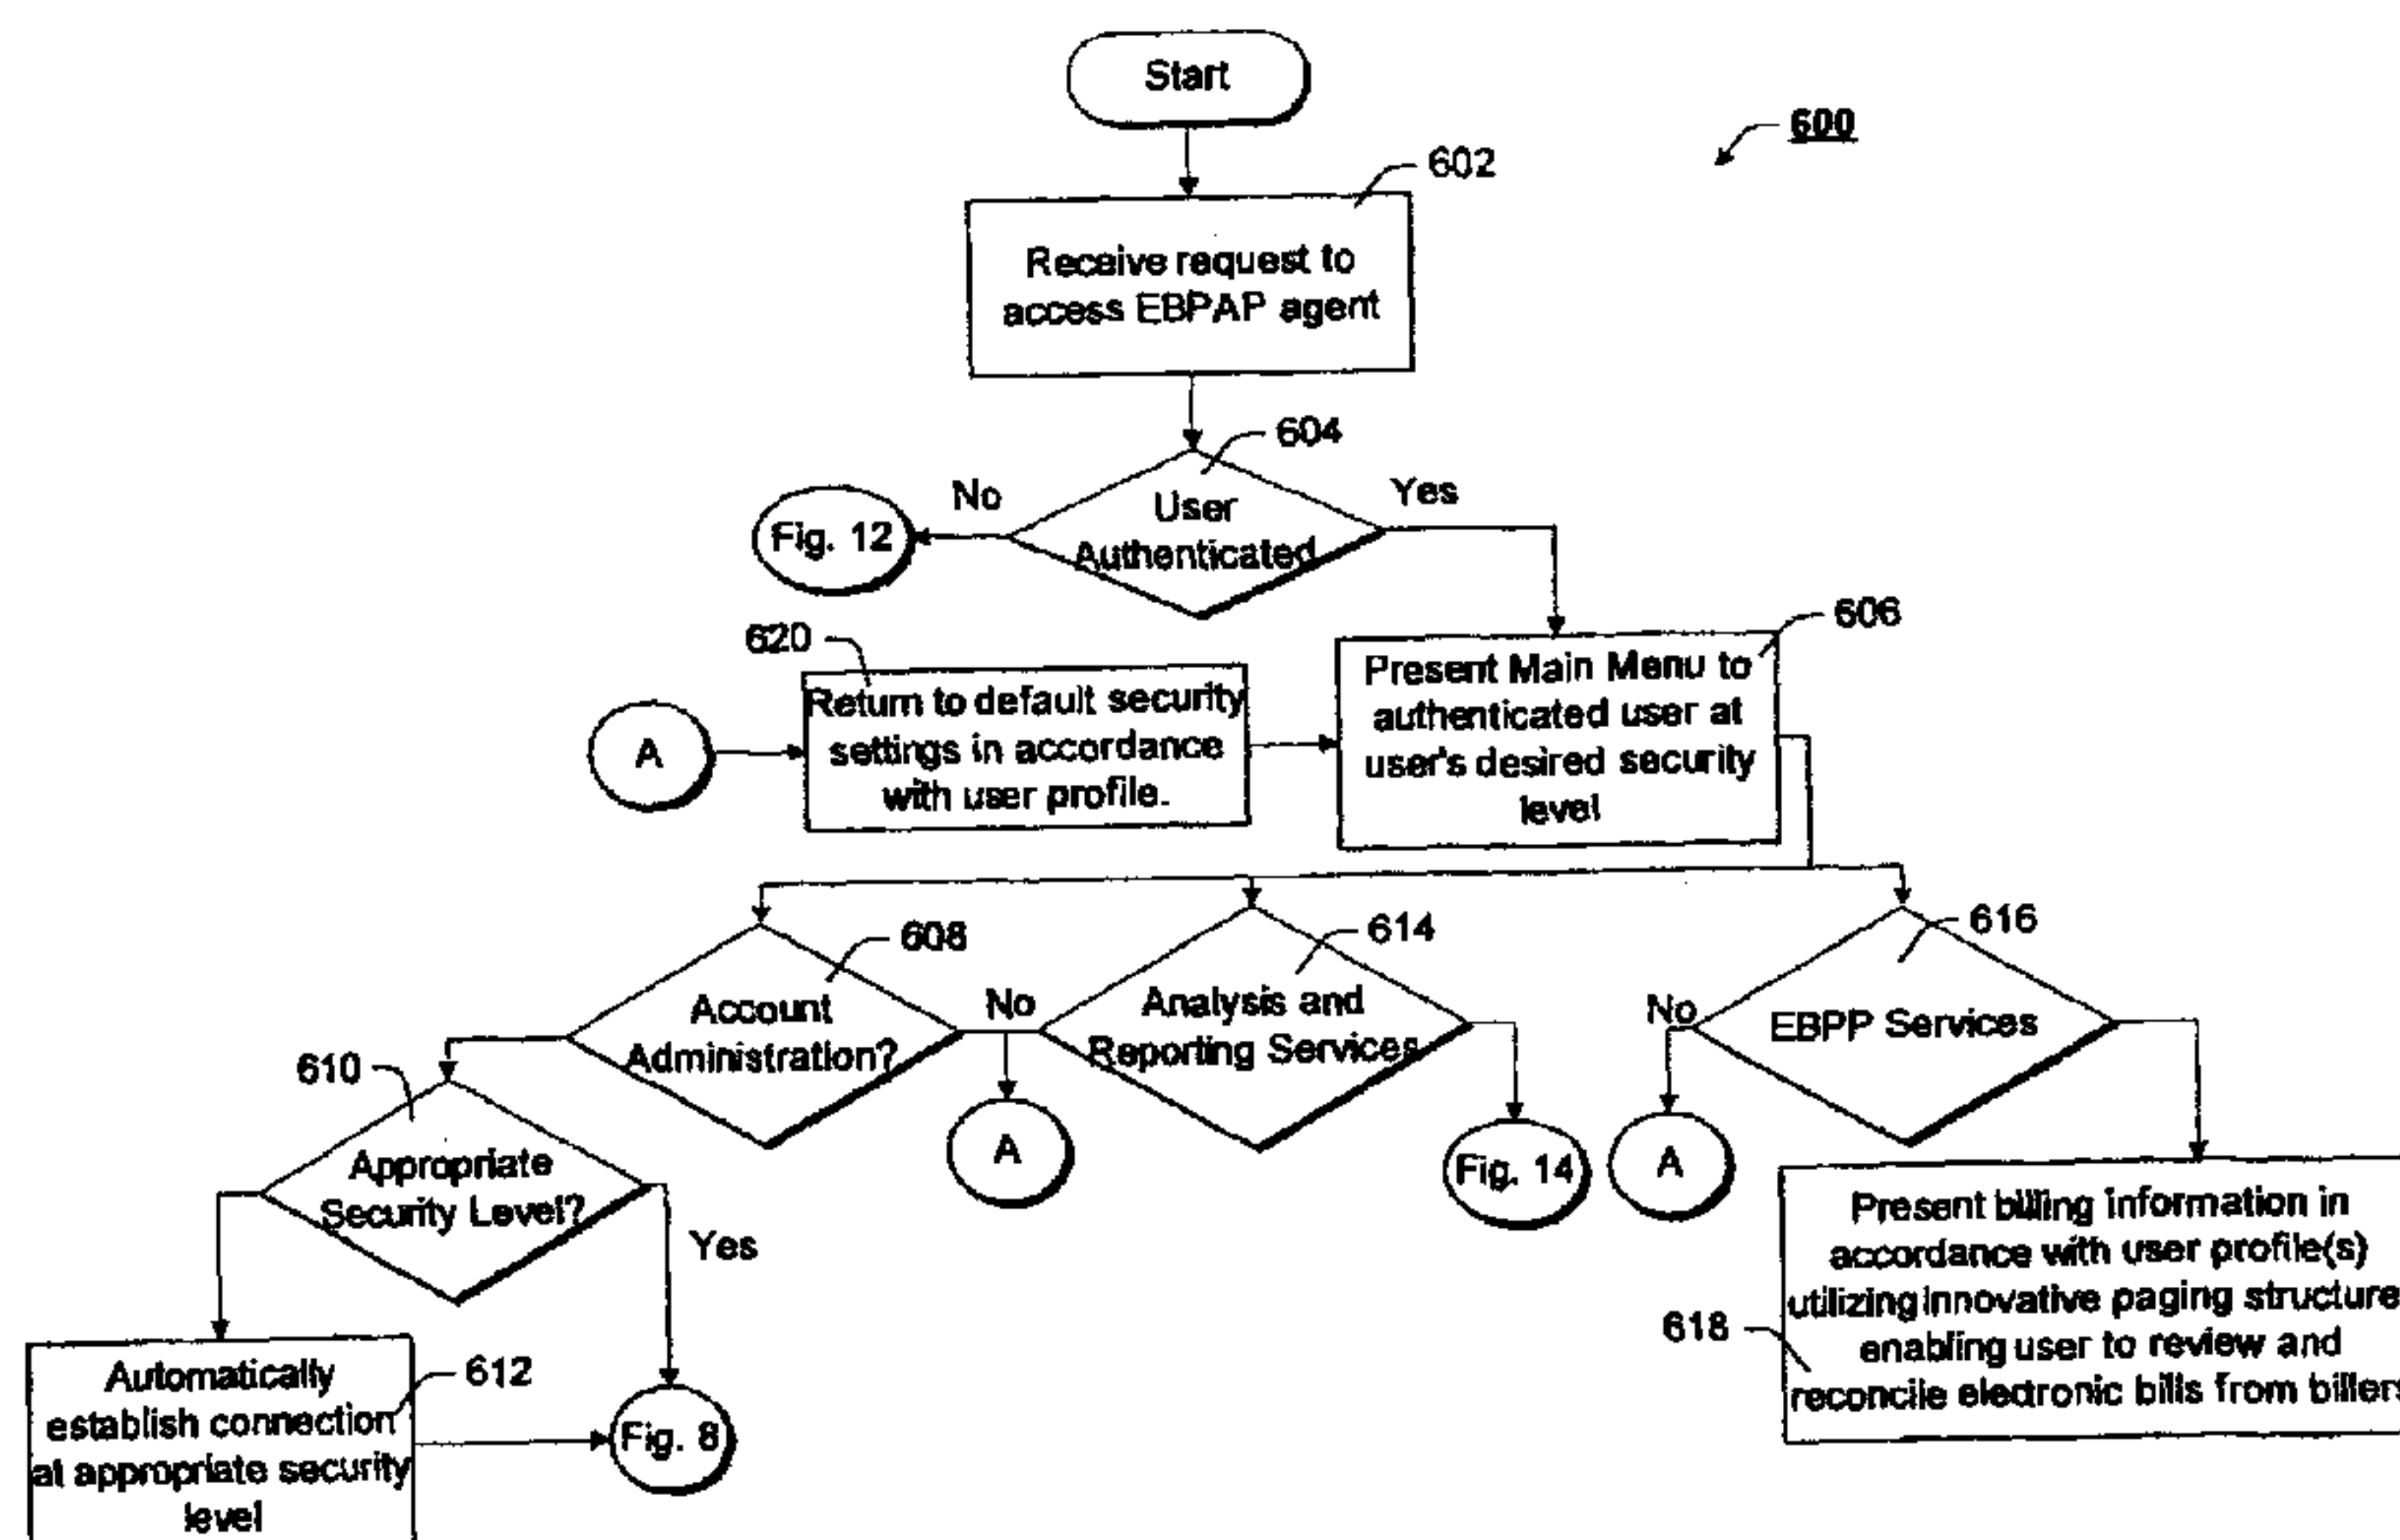 Start
600
602
Receive request to
access EBPAP agent
604
No
Yes
User
Authenticated
Fig. 12
620
606
Return to default security
settings in accordance
with user profile.
A
Present Main Menu to
authenticated user at
user's desired security
level
608
614
616
Account
Administration?
No
Analysis and
Reporting Services
No
EBPP Services
610
A
Fig. 14
A
Appropriate
Security Level?
Yes
Present billing information in
accordance with user profile(s)
utilizing innovative paging structure
enabling user to review and
reconcile electronic bills from billers
618
Automatically
establish connection
at appropriate security
level
612
Fig. 8